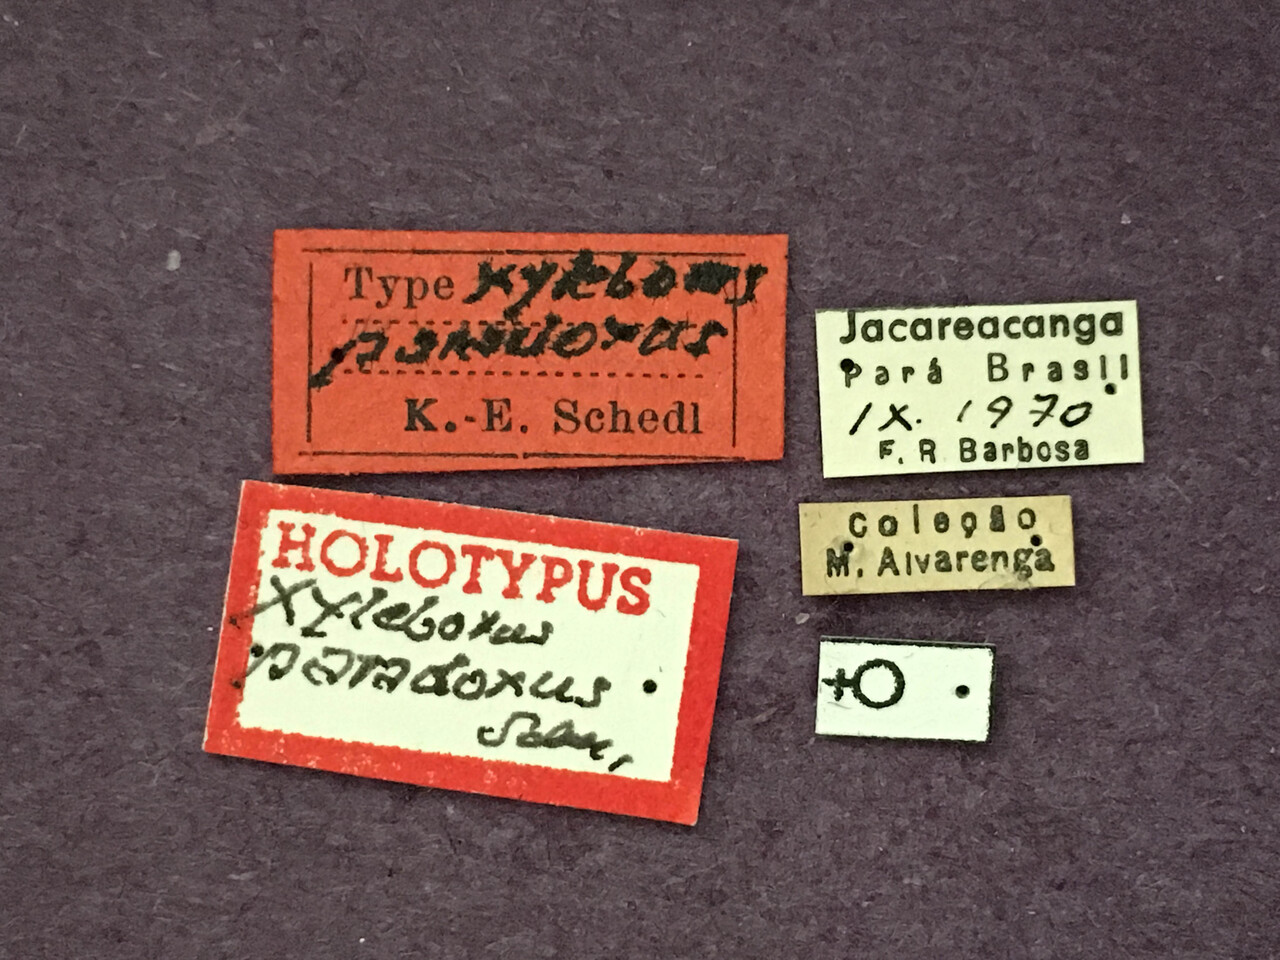 Type Xyleborus
paradoxus
K.-E. Schedl
HOLOTYPUS
Xyleborus
paradoxus
Jacareacanga
Pará Brasil
IX. 1970
F. R Barbosa
Coleção
M. Alvarenga
♀